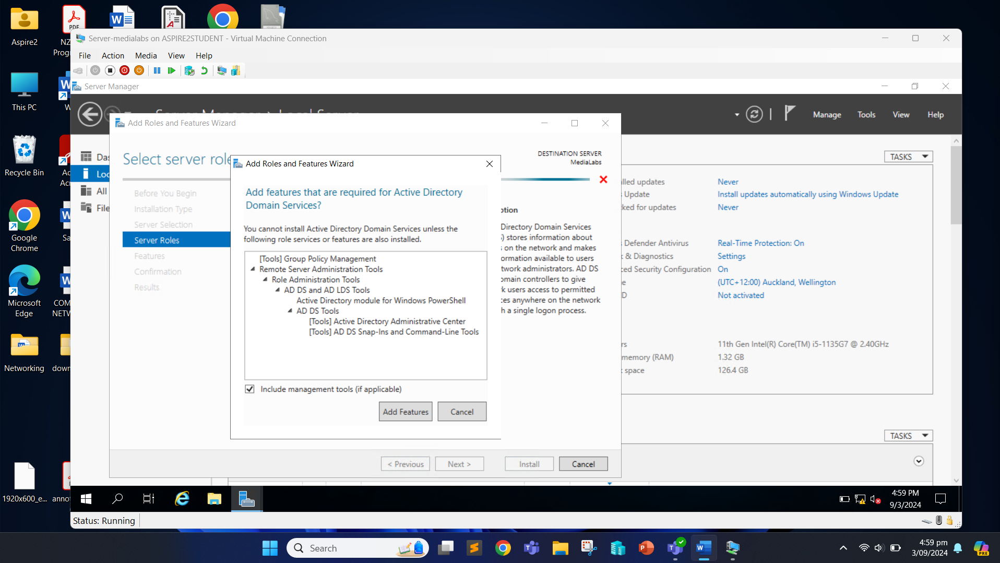 Aspire2
PDF
NZ
Progr
This PC
W
Recycle Bin
Ad
Acr
Google
Chrome
Sa
Microsoft
Edge
COM
NETW
Networking
down
1920x600_e...
annot
Server-medialabs on ASPIRE2STUDENT - Virtual Machine Connection
File Action Media View Help
Server Manager
Manage Tools View Help
Das
Loc
All
File
Add Roles and Features Wizard
Select server role
DESTINATION SERVER
MediaLabs
Before You Begin
Installation Type
Server Selection
Server Roles
Features
Confirmation
Results
Add Roles and Features Wizard
Add features that are required for Active Directory
Domain Services?
You cannot install Active Directory Domain Services unless the
following role services or features are also installed.
[Tools] Group Policy Management
Remote Server Administration Tools
Role Administration Tools
AD DS and AD LDS Tools
Active Directory module for Windows PowerShell
AD DS Tools
[Tools] Active Directory Administrative Center
[Tools] AD DS Snap-Ins and Command-Line Tools
Include management tools (if applicable)
Add Features Cancel
ption
Directory Domain Services
) stores information about
on the network and makes
ormation available to users
twork administrators. AD DS
omain controllers to give
k users access to permitted
ces anywhere on the network
h a single logon process.
< Previous Next > Install Cancel
TASKS
lled updates Never
Update Install updates automatically using Windows Update
ked for updates Never
Defender Antivirus Real-Time Protection: On
& Diagnostics Settings
ced Security Configuration On
e (UTC+12:00) Auckland, Wellington
D Not activated
rs 11th Gen Intel(R) Core(TM) i5-1135G7 @ 2.40GHz
memory (RAM) 1.32 GB
space 126.4 GB
TASKS
4:59 PM
9/3/2024
Status: Running
Search
PRE
4:59 pm
3/09/2024